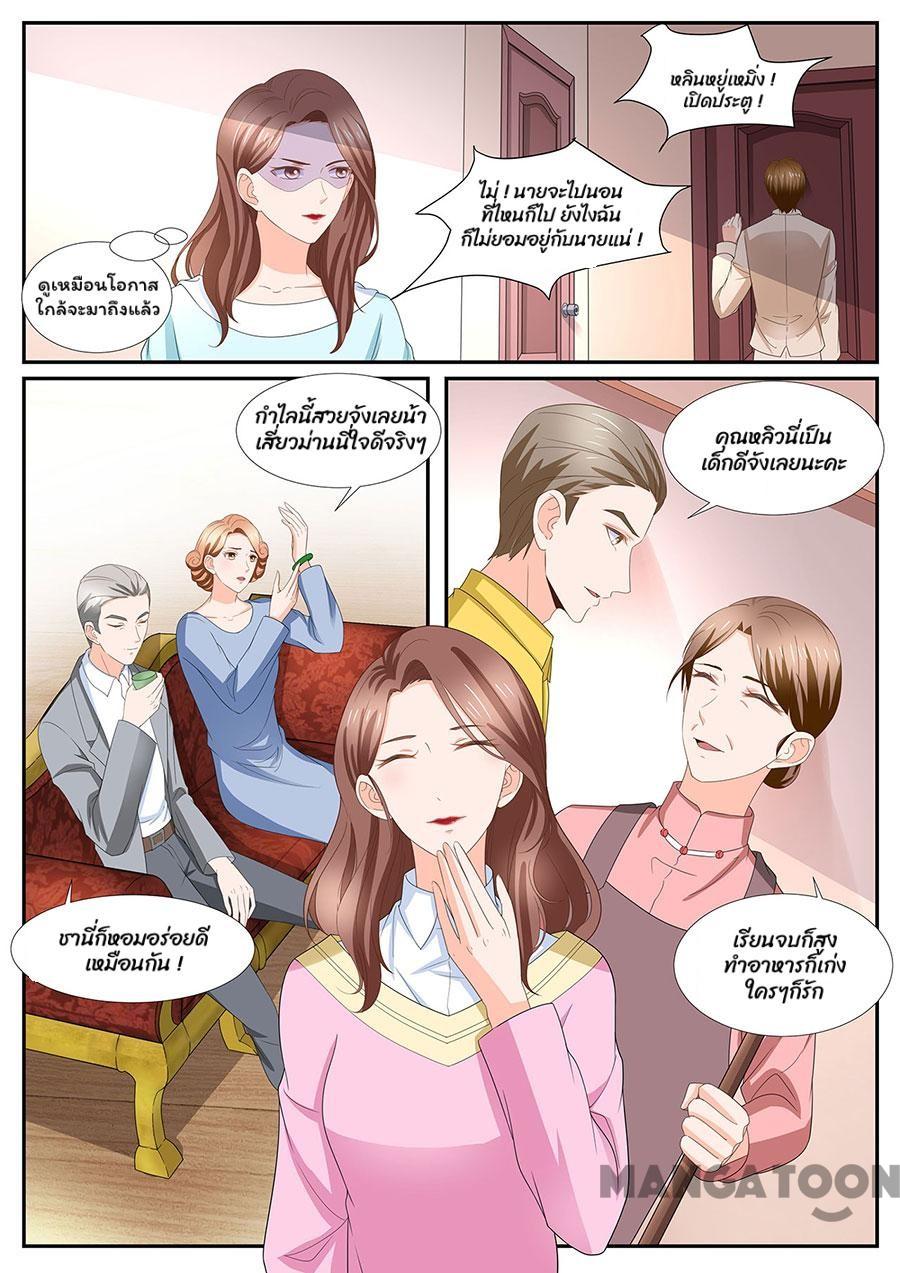 หลินหยู่เหมิ่ง !
เปิดประตู !
ไม่ ! นายจะไปนอน
ที่ไหนก็ไป ยังไงฉัน
ก็ไม่ยอมอยู่กับนายแน่ !
ดูเหมือนโอกาส
ใกล้จะมาถึงแล้ว
กำไลนี้สวยจังเลยน้า
เสี่ยวม่านนี่ใจดีจริงๆ
คุณหลิวนี่เป็น
เด็กดีจังเลยนะคะ
ชานี่ก็หอมอร่อยดี
เหมือนกัน !
เรียนจบก็สูง
ทำอาหารก็เก่ง
ใครๆก็รัก
MANGATOON